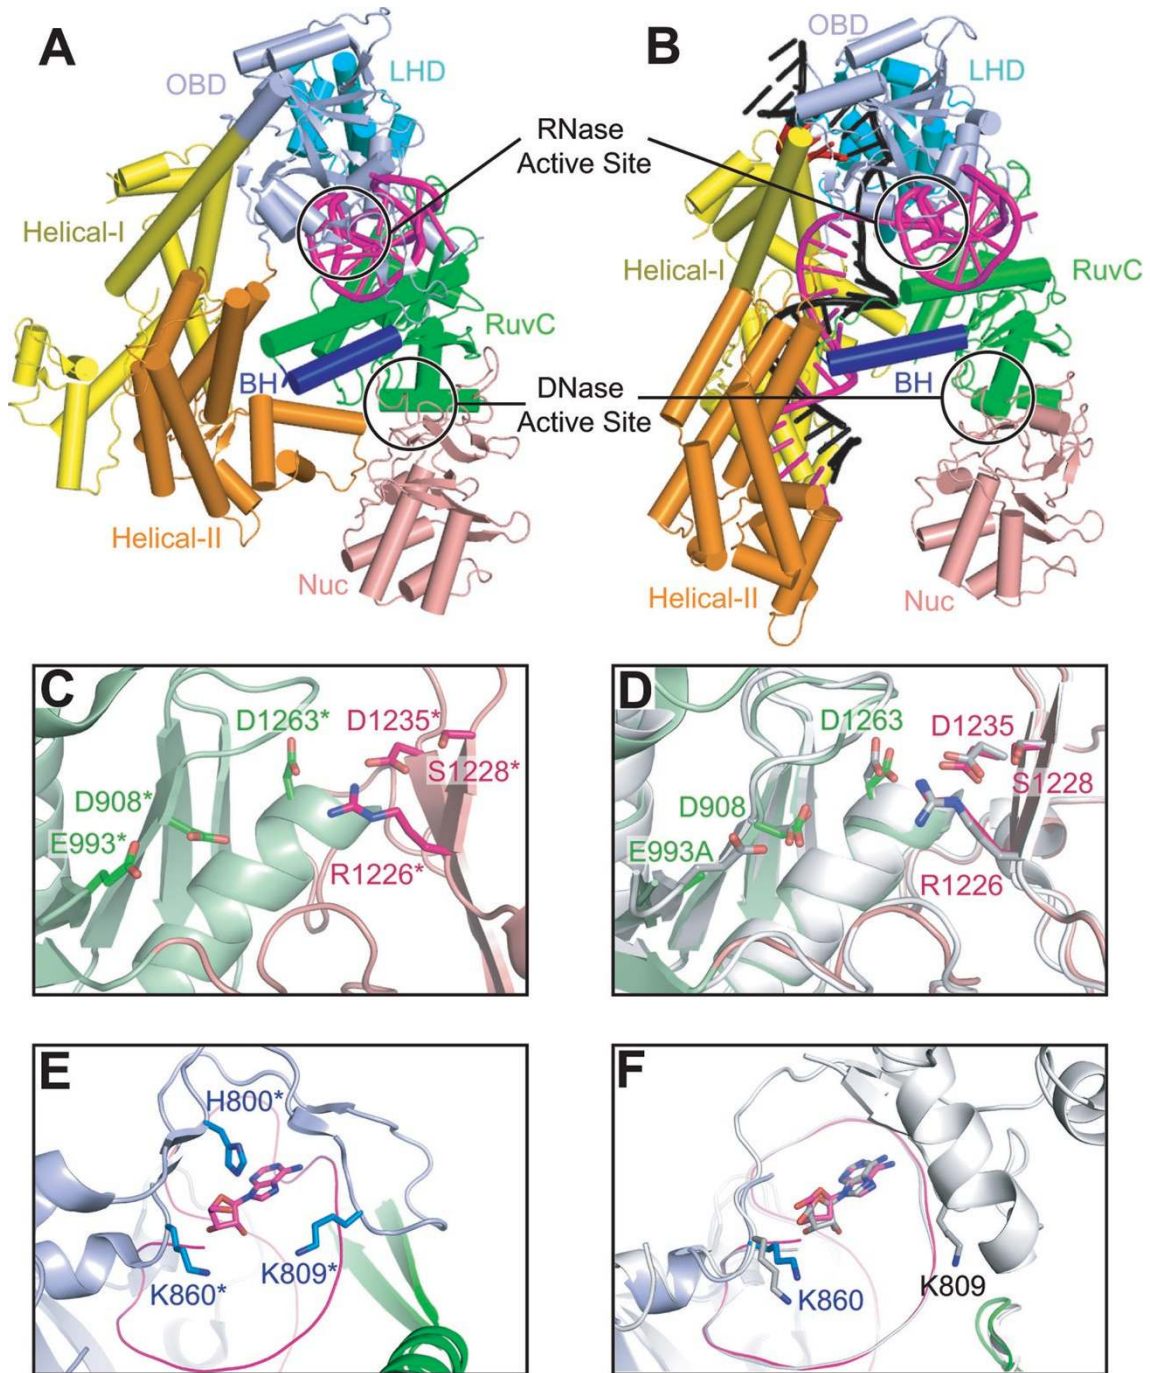 A
OBD
LHD
Helical-I
RuvC
BH
Helical-II
Nuc
RNase
Active Site
DNase
Active Site
B
OBD
LHD
Helical-I
RuvC
BH
Helical-II
Nuc
C
D1263*
D1235*
S1228*
D908*
E993*
R1226*
D
D1263
D1235
S1228
D908
E993A
R1226
E
H800*
K809*
K860*
F
K860
K809